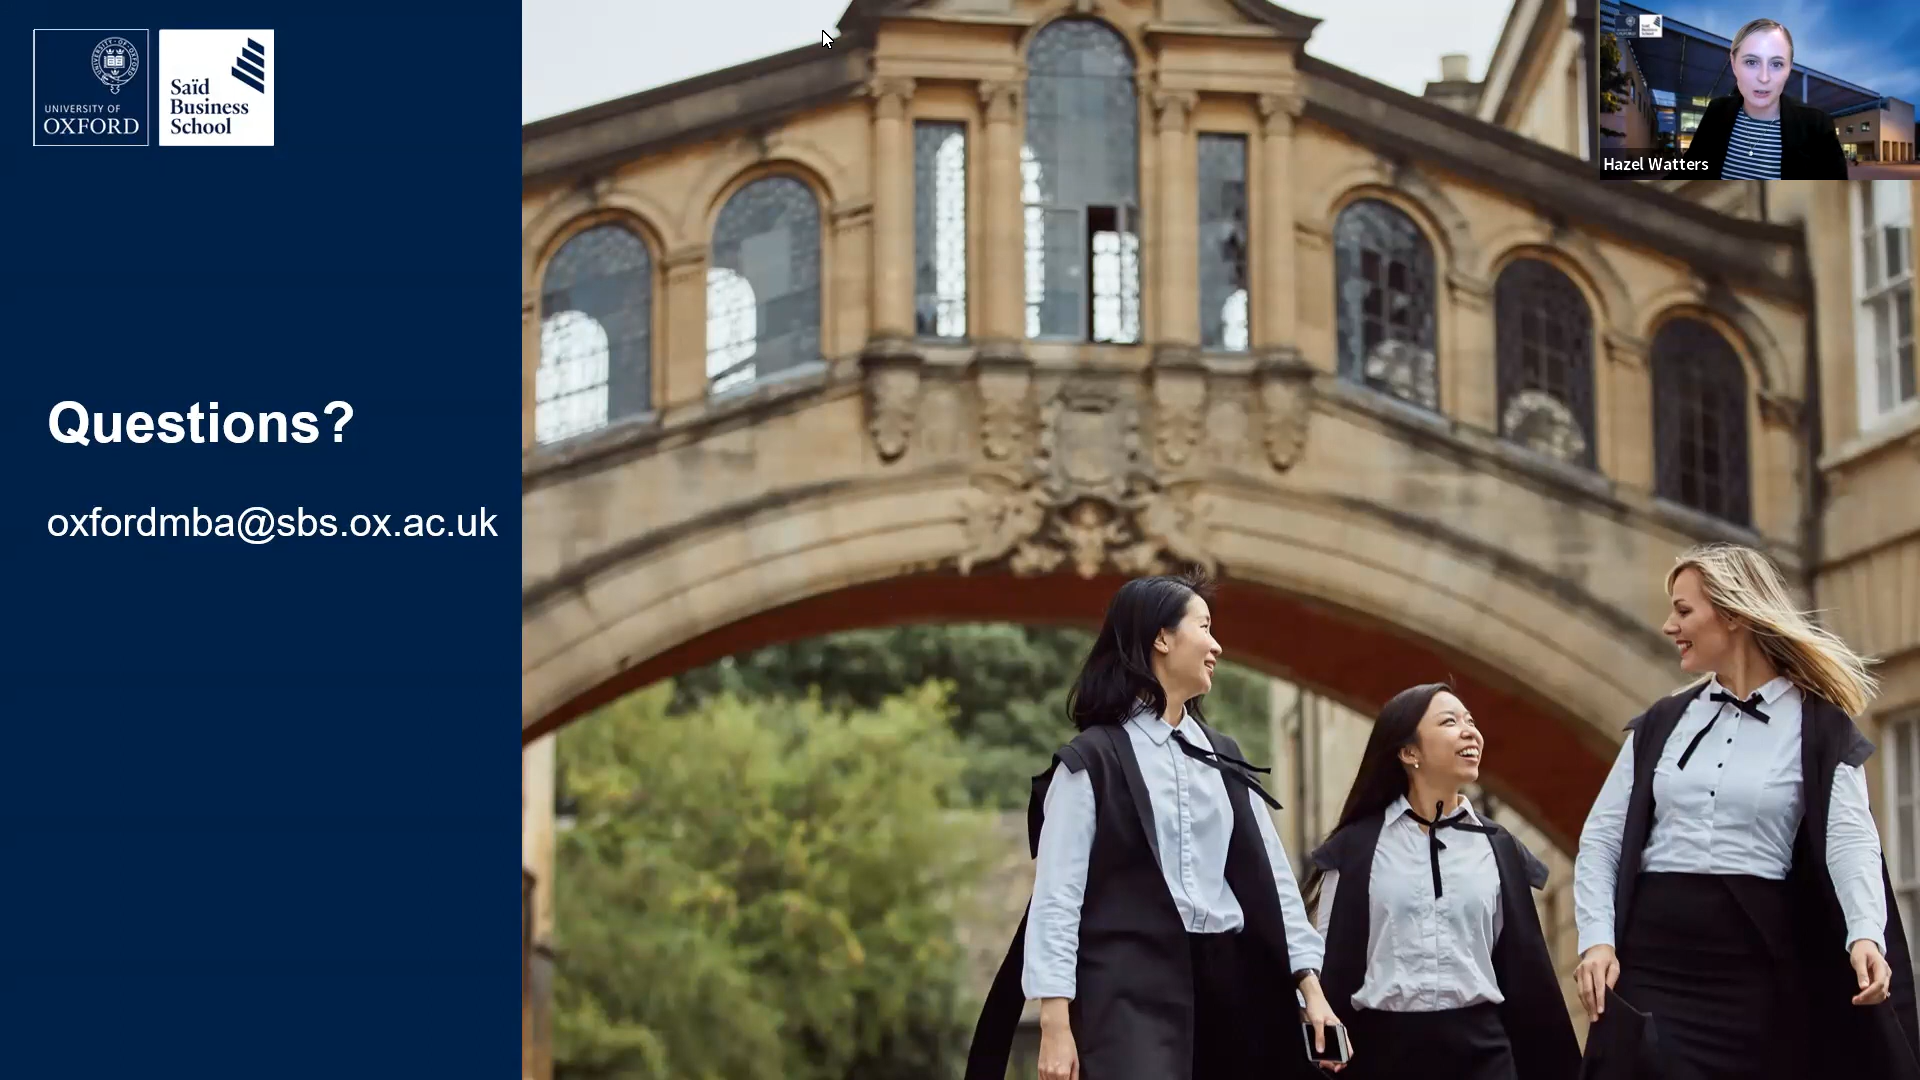 UNIVERSITY OF
OXFORD
Saïd
Business
School
Questions?
oxfordmba@sbs.ox.ac.uk
Hazel Watters